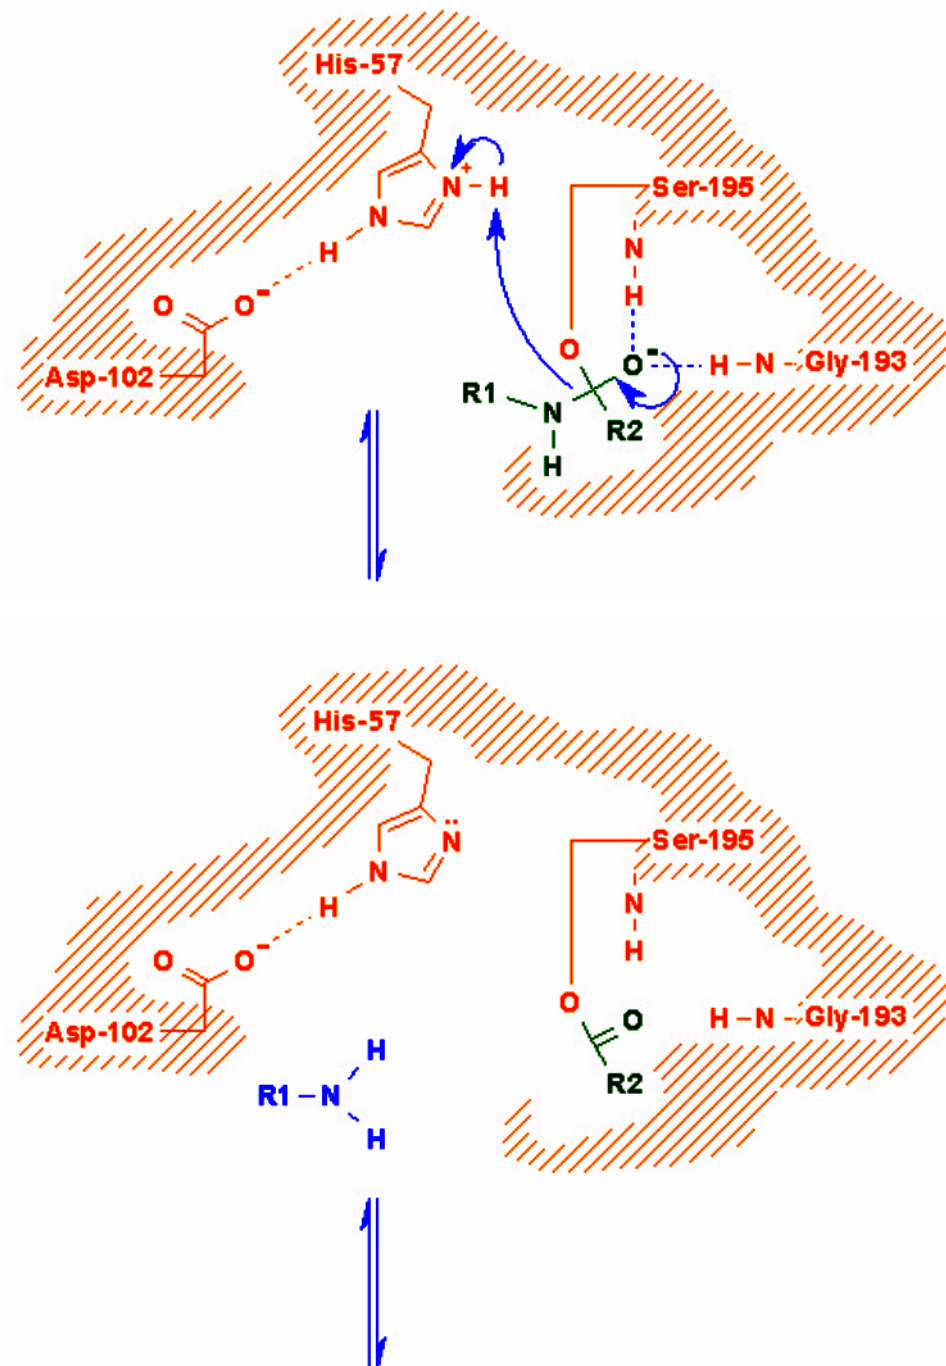 His-57
N + H
Ser-195
N
H
N
H
O O -
H
O
O - H N Gly-193
Asp-102
R1
N
R2
H
His-57
N
Ser-195
N
N
H
H
O O -
H
O O
H N Gly-193
Asp-102
H
R2
R1 N
H